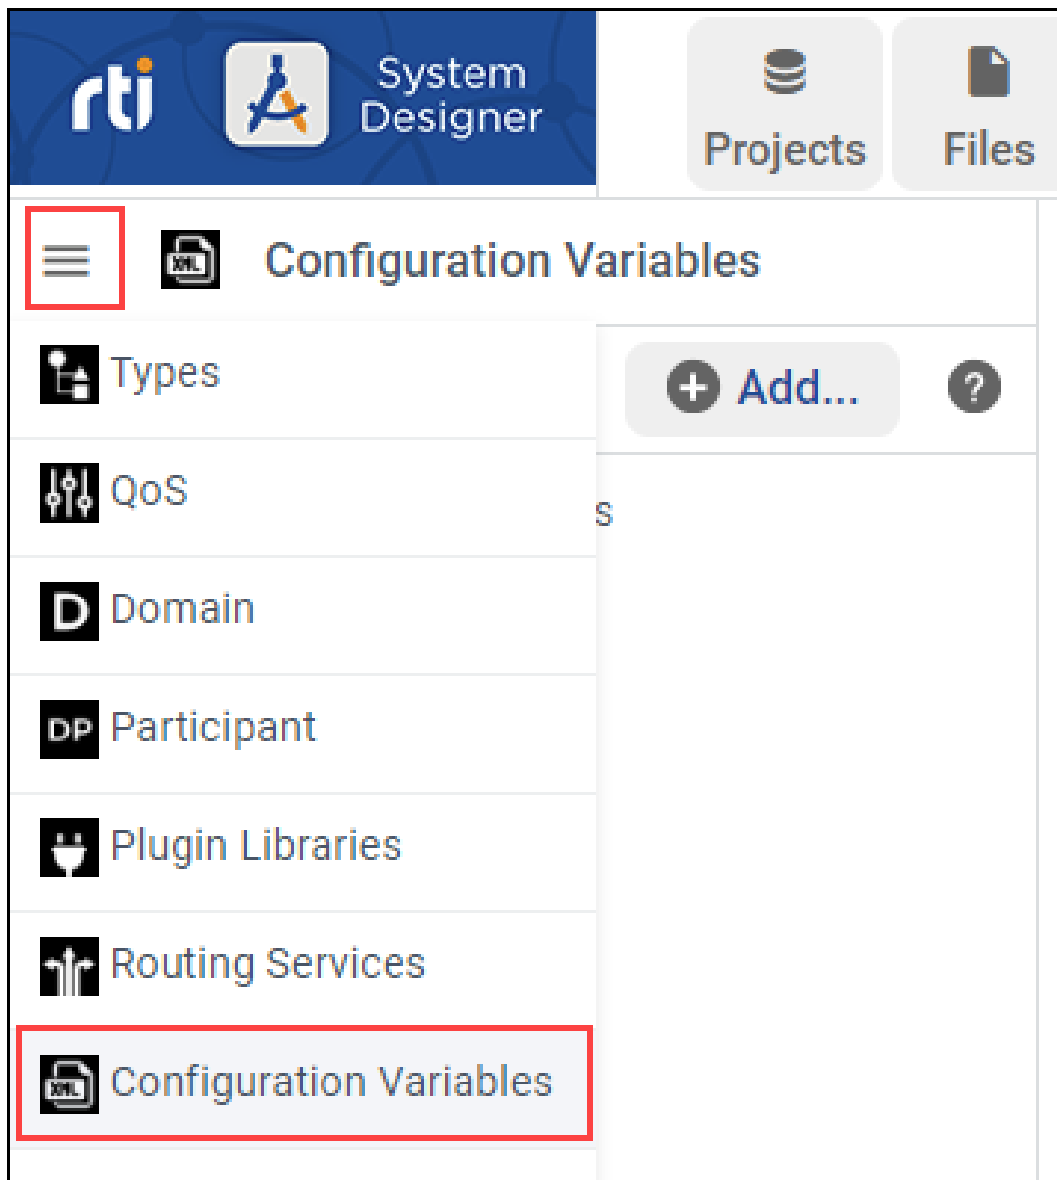 rti
System
Designer
Projects
Files
XML
Configuration Variables
Types
Add...
?
QoS
s
D
Domain
DP
Participant
Plugin Libraries
Routing Services
XML
Configuration Variables